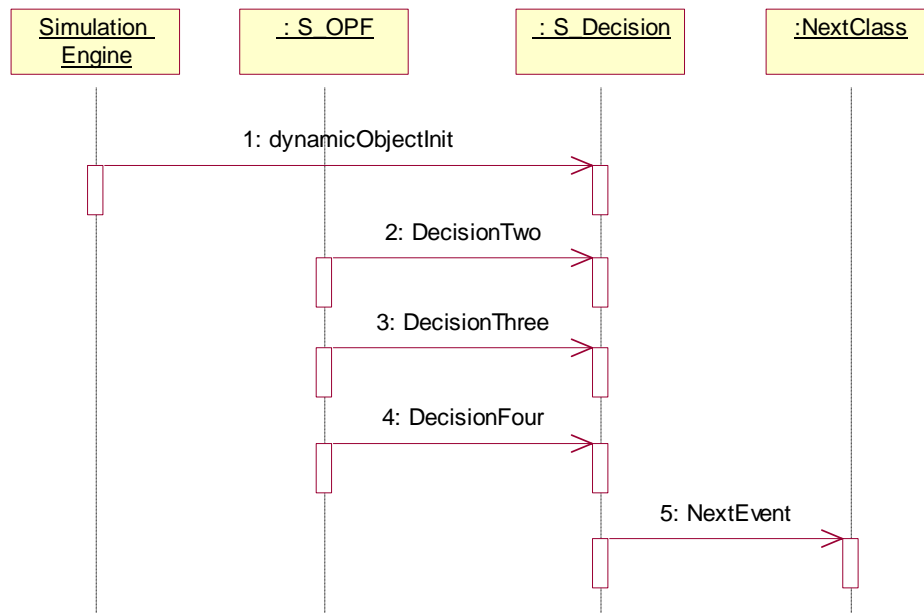 Simulation
Engine
: S_OPF
: S_Decision
:NextClass
1: dynamicObjectInit
2: DecisionTwo
3: DecisionThree
4: DecisionFour
5: NextEvent